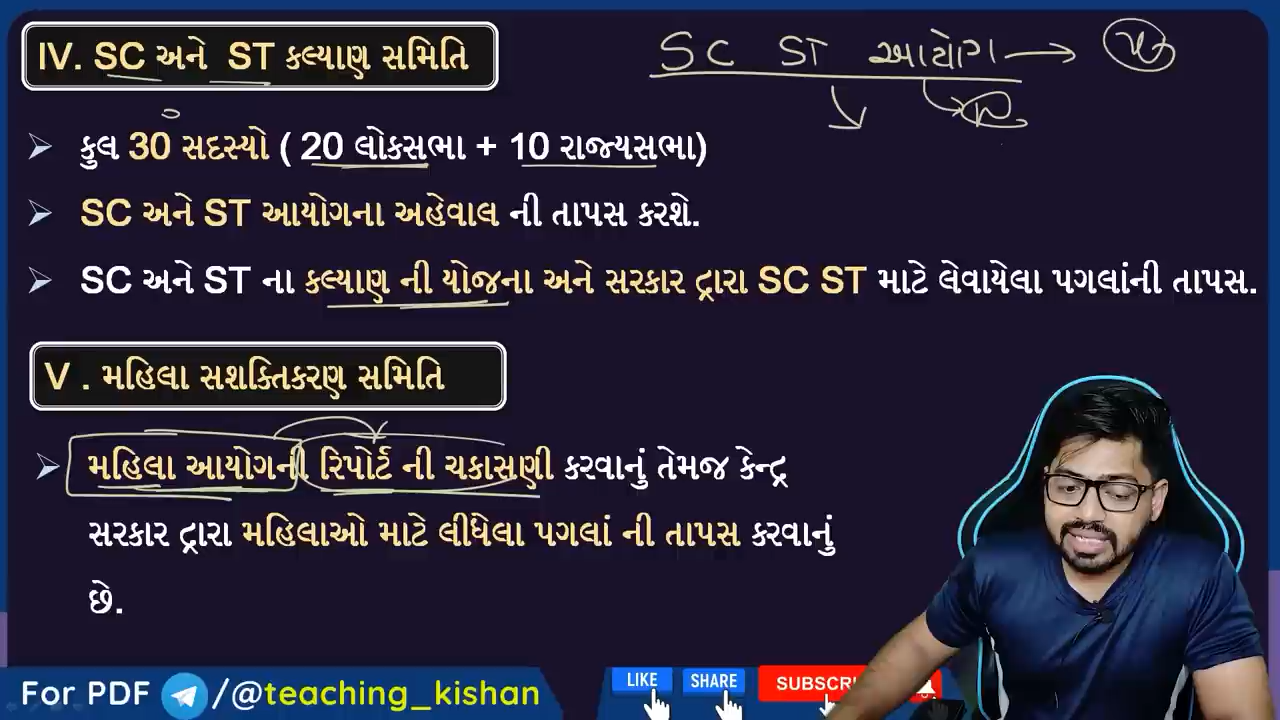 IV. SC અને ST કલ્યાણ સમિતિ
SC ST આયોગ
➢ કુલ 30 સદસ્યો ( 20 લોકસભા + 10 રાજ્યસભા)
➢ SC અને ST આયોગના અહેવાલ ની તાપસ કરશે.
➢ SC અને ST ના કલ્યાણ ની યોજના અને સરકાર દ્રારા SC ST માટે લેવાયેલા પગલાંની તાપસ.
V . મહિલા સશક્તિકરણ સમિતિ
➢ મહિલા આયોગની રિપોર્ટ ની ચકાસણી કરવાનું તેમજ કેન્દ્ર
સરકાર દ્રારા મહિલાઓ માટે લીધેલા પગલાં ની તાપસ કરવાનું
છે.
For PDF /@teaching_kishan
LIKE SHARE